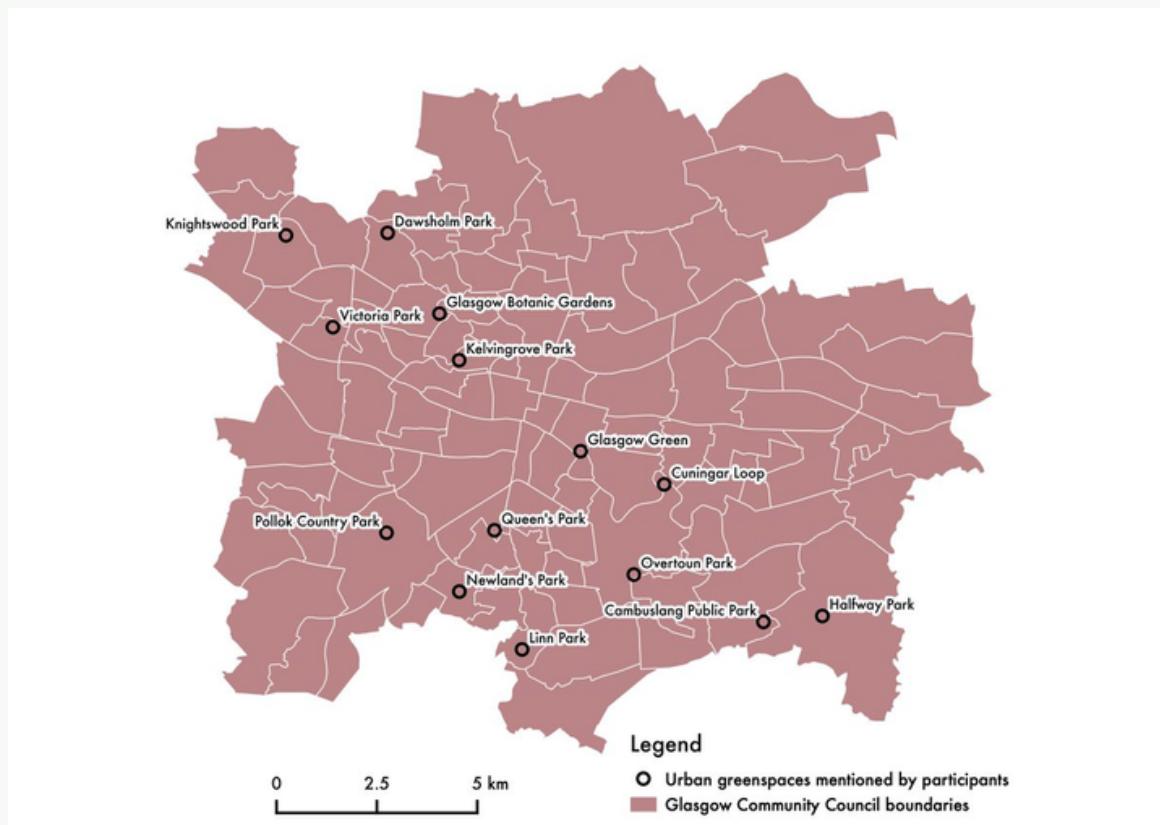 Knightswood Park
Dawsholm Park
Glasgow Botanic Gardens
Victoria Park
Kelvingrove Park
Glasgow Green
Cuningar Loop
Pollok Country Park
Queen's Park
Overtoun Park
Newland's Park
Cambuslang Public Park
Halfway Park
Linn Park
Legend
Urban greenspaces mentioned by participants
Glasgow Community Council boundaries
0 2.5 5 km